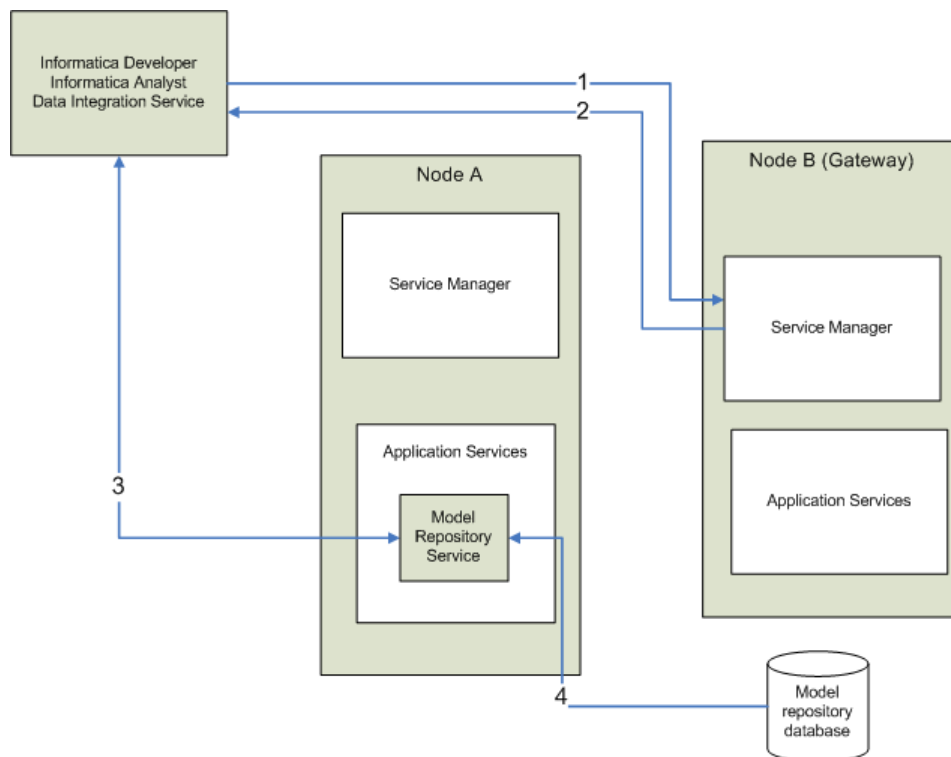 Informatica Developer
Informatica Analyst
Data Integration Service
1
2
Node A
Node B (Gateway)
Service Manager
Service Manager
Application Services
Application Services
3
Model
Repository
Service
4
Model
repository
database